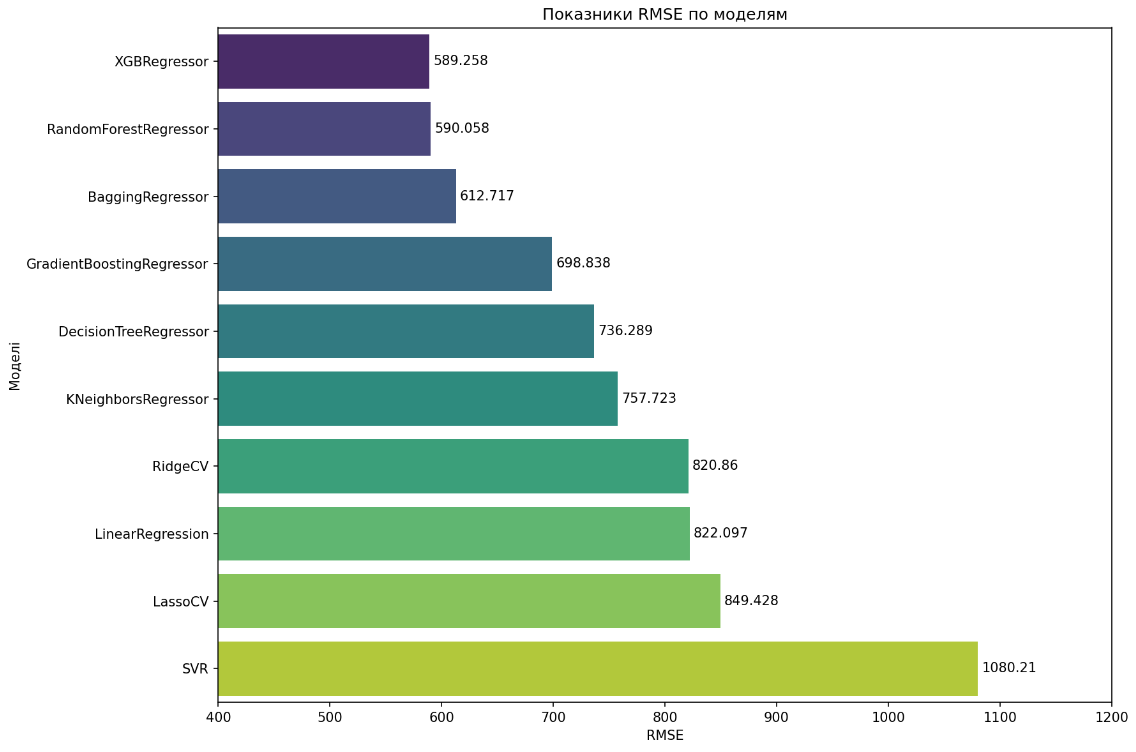 Показники RMSE по моделям
XGBRegressor
589.258
RandomForestRegressor
590.058
BaggingRegressor
612.717
GradientBoostingRegressor
698.838
DecisionTreeRegressor
736.289
KNeighborsRegressor
757.723
RidgeCV
820.86
LinearRegression
822.097
LassoCV
849.428
SVR
1080.21
Моделі
400 500 600 700 800 900 1000 1100 1200
RMSE